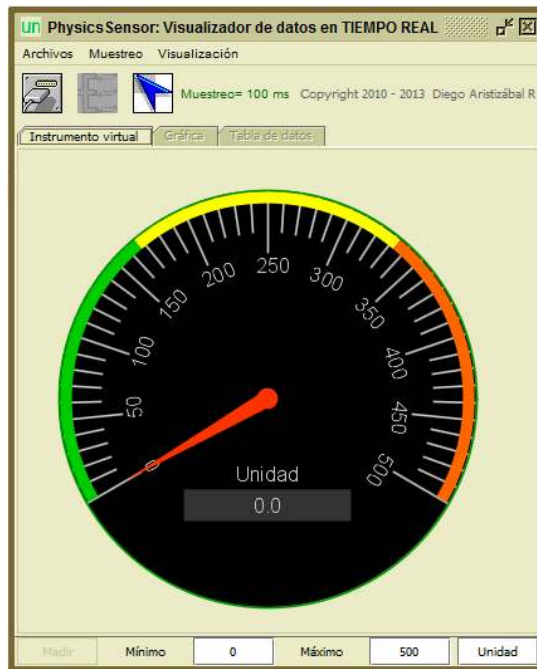 un PhysicsSensor: Visualizador de datos en TIEMPO REAL
Archivos Muestreo Visualización
Muestreo= 100 ms Copyright 2010 - 2013 Diego Aristizábal R
Instrumento virtual Gráfica Tabla de datos
0
50
100
150
200
250
300
350
400
450
500
Unidad
0.0
Medir Mínimo 0 Máximo 500 Unidad